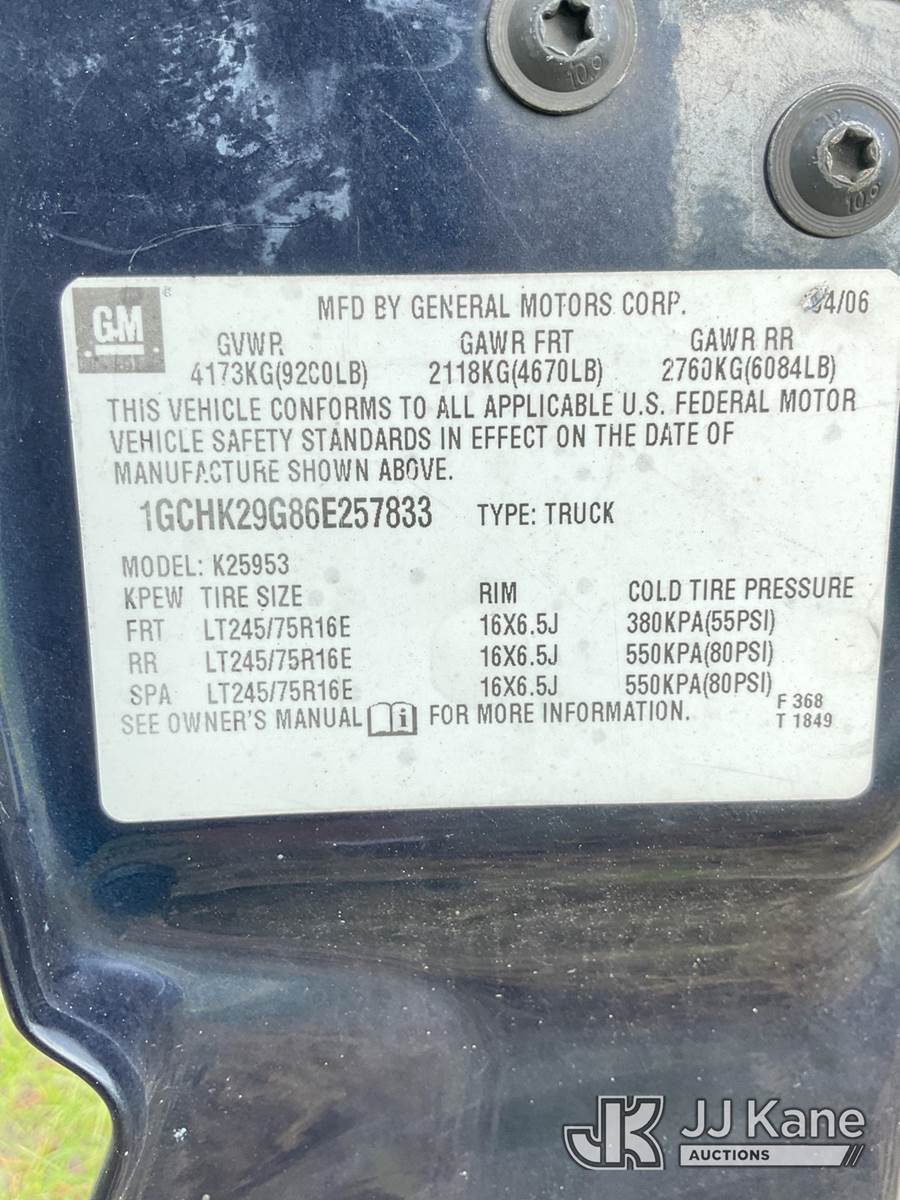 10.9
10.9
GM
MFD BY GENERAL MOTORS CORP. 04/06
GVWR GAWR FRT GAWR RR
4173KG(9200LB) 2118KG(4670LB) 2760KG(6084LB)
THIS VEHICLE CONFORMS TO ALL APPLICABLE U.S. FEDERAL MOTOR
VEHICLE SAFETY STANDARDS IN EFFECT ON THE DATE OF
MANUFACTURE SHOWN ABOVE.
1GCHK29G86E257833 TYPE: TRUCK
MODEL: K25953
KPEW TIRE SIZE RIM COLD TIRE PRESSURE
FRT LT245/75R16E 16X6.5J 380KPA(55PSI)
RR LT245/75R16E 16X6.5J 550KPA(80PSI)
SPA LT245/75R16E 16X6.5J 550KPA(80PSI)
SEE OWNER'S MANUAL i FOR MORE INFORMATION.
F 368
T 1849
JK JJ Kane
AUCTIONS